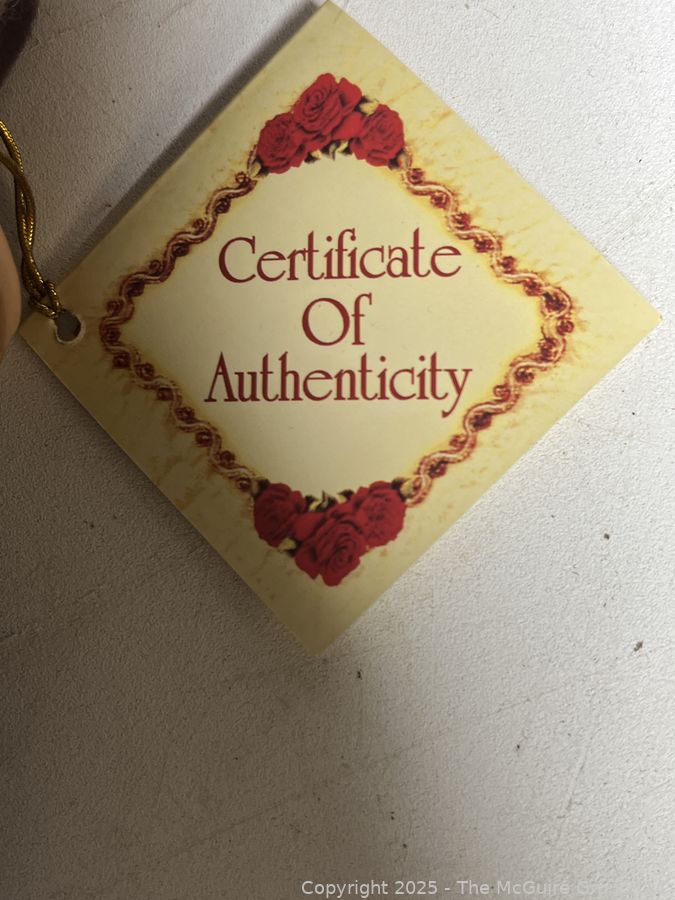 Certificate
Of
Authenticity
Copyright 2025 - The McGuire